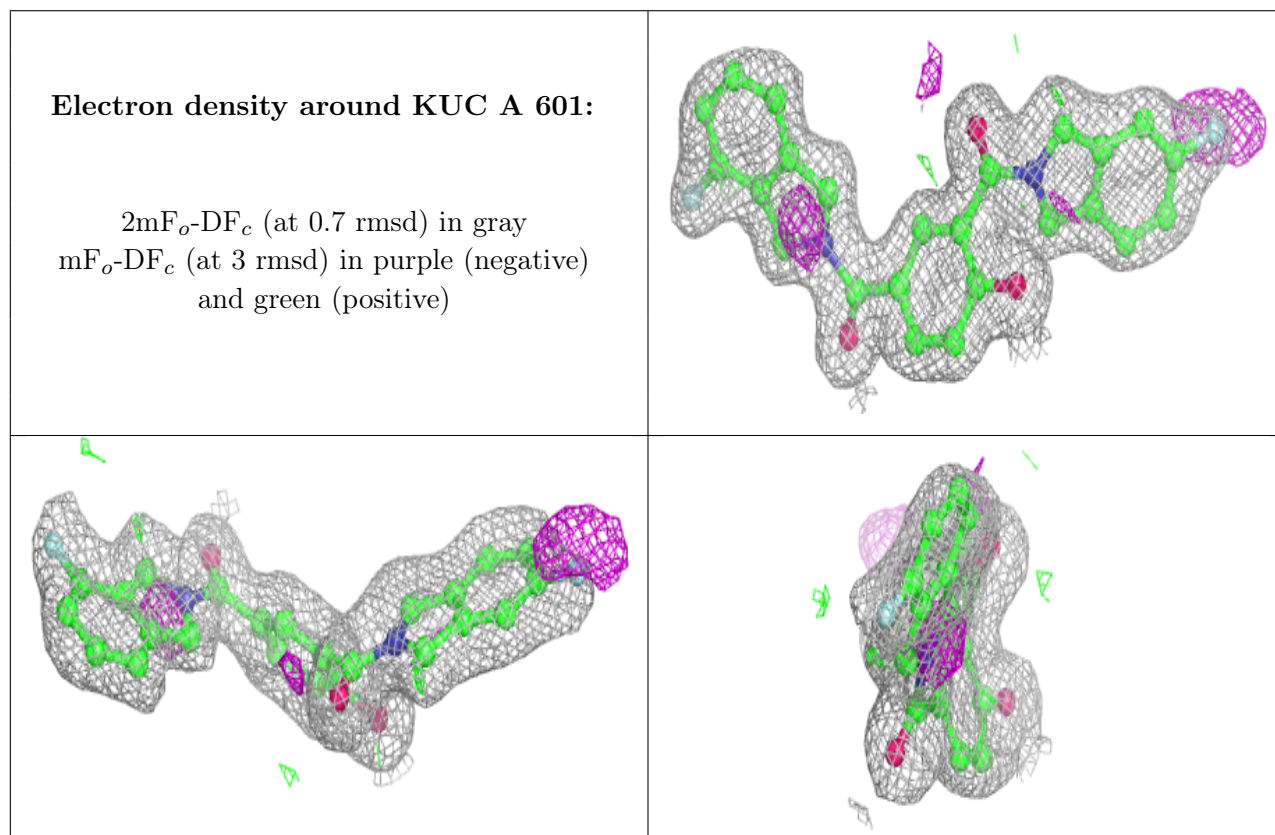 Electron density around KUC A 601:
2mFo-DFc (at 0.7 rmsd) in gray
mFo-DFc (at 3 rmsd) in purple (negative)
and green (positive)